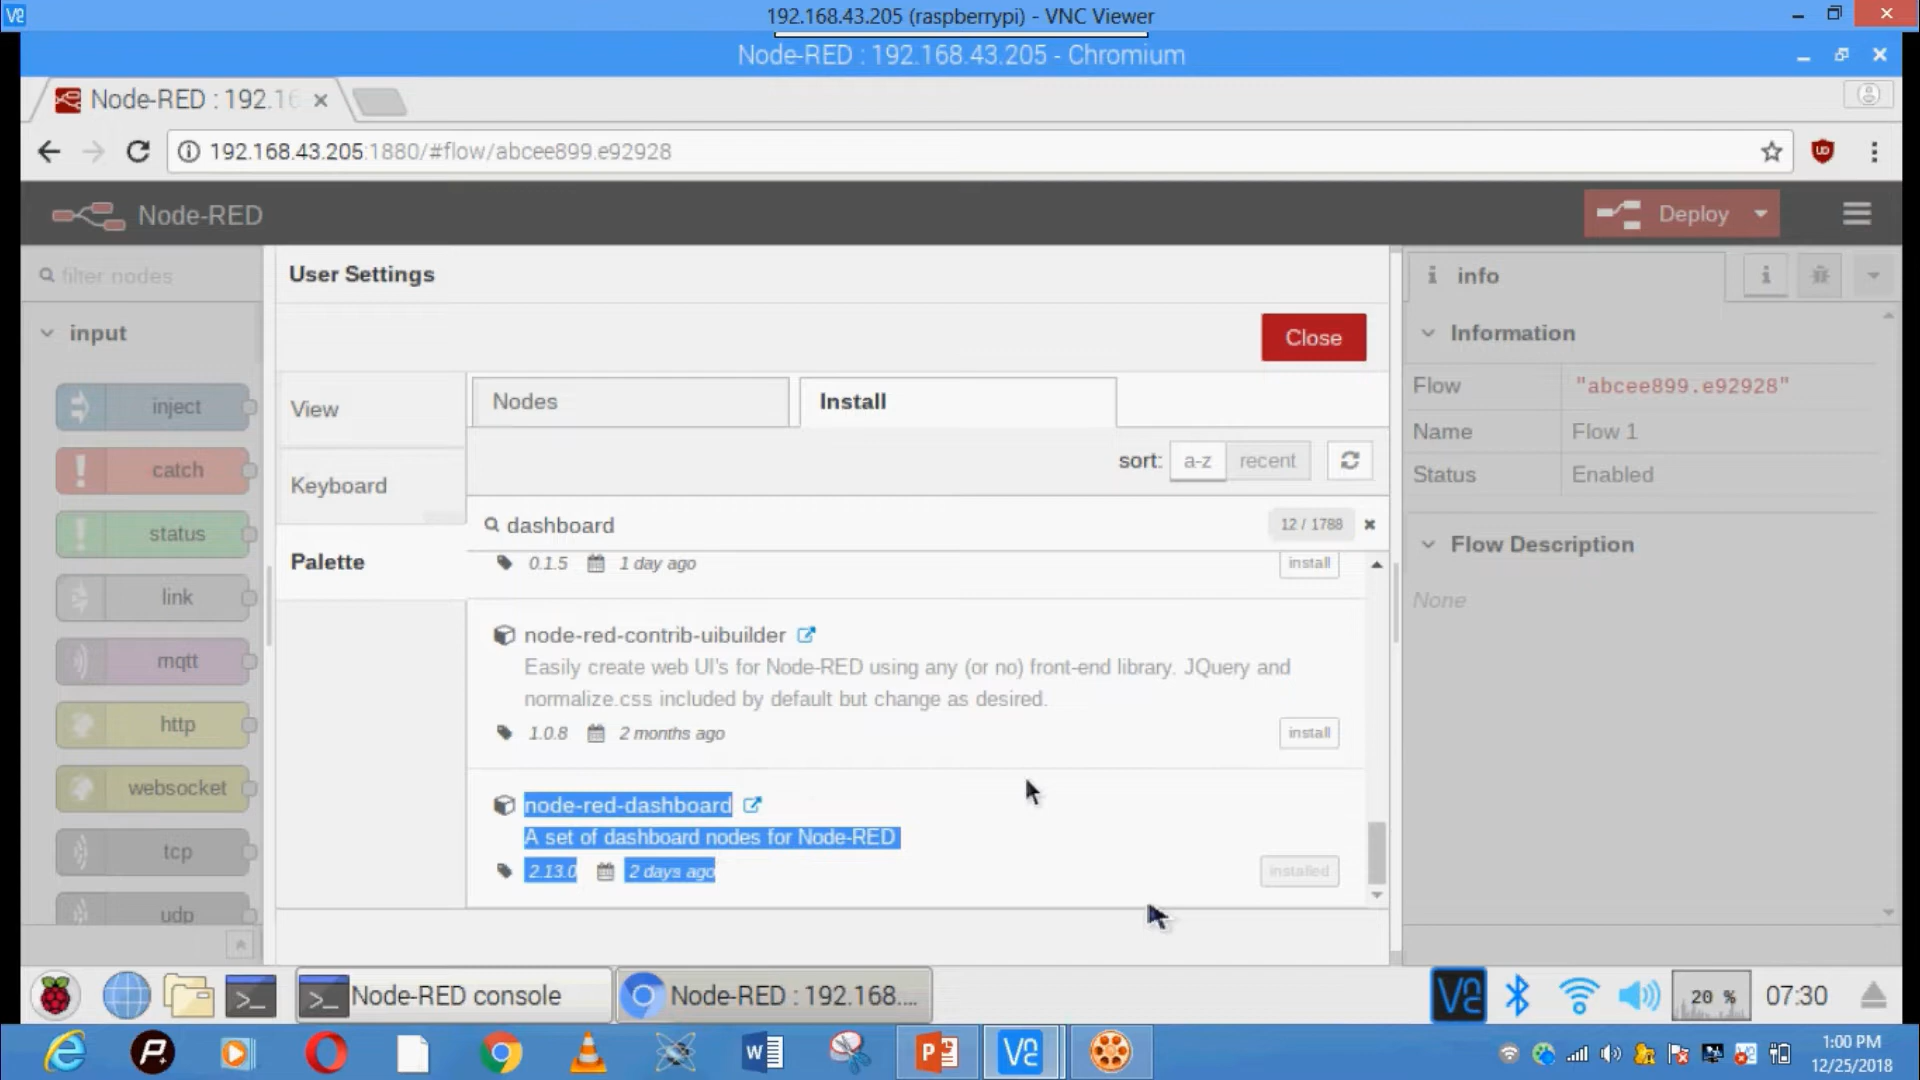 192.168.43.205 (raspberrypi) - VNC Viewer
Node-RED : 192.168.43.205 - Chromium
Node-RED : 192.16
192.168.43.205:1880/#flow/abcee899.e92928
Node-RED
Deploy
filter nodes
User Settings
info
input
Close
Information
inject
View
Nodes
Install
Flow
"abcee899.e92928"
Name
Flow 1
catch
Keyboard
sort:
a-z
recent
Status
Enabled
status
dashboard
12 / 1788
Flow Description
Palette
0.1.5
1 day ago
install
link
None
node-red-contrib-uibuilder
Easily create web UI's for Node-RED using any (or no) front-end library. JQuery and
normalize.css included by default but change as desired.
mqtt
http
1.0.8
2 months ago
install
websocket
node-red-dashboard
A set of dashboard nodes for Node-RED
tcp
2.13.0
2 days ago
installed
udp
Node-RED console
Node-RED : 192.168....
20 %
07:30
1:00 PM
12/25/2018